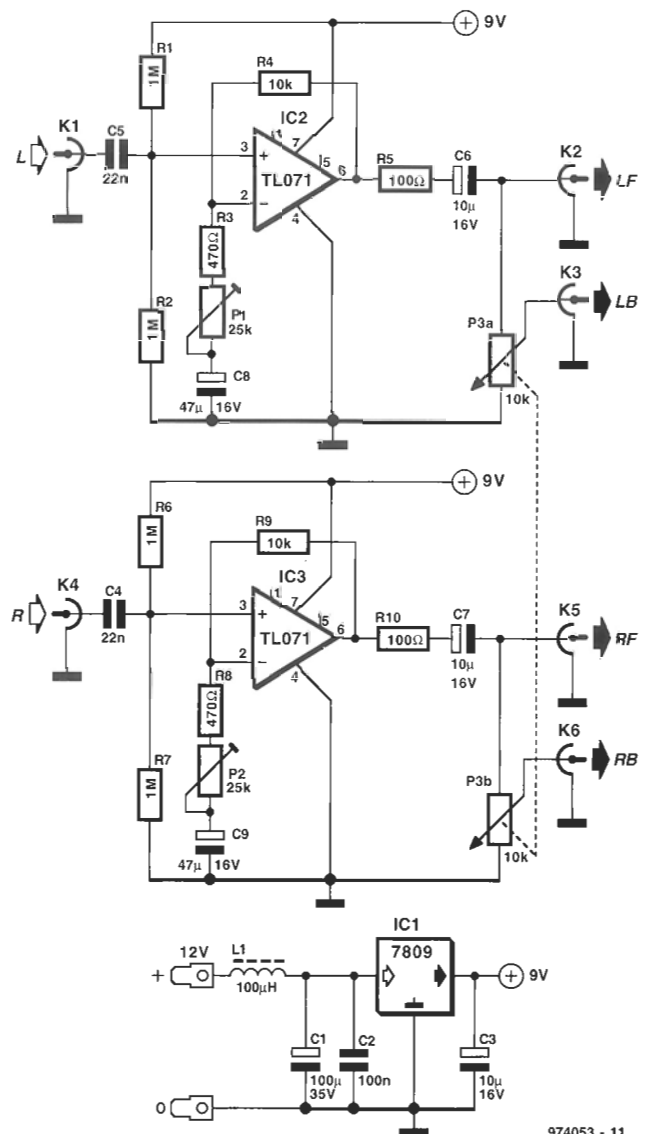 9V
R1
1M
R4
10k
IC2
K1
C5
L
22n
3
+
1
7
5
6
TL071
2
−
4
R5
100Ω
C6
10µ
16V
K2
LF
K3
LB
R3
470Ω
P1
25k
R2
1M
C8
47µ
16V
P3a
10k
9V
R6
1M
R9
10k
IC3
K4
C4
R
22n
3
+
1
7
5
6
TL071
2
−
4
R10
100Ω
C7
10µ
16V
K5
RF
K6
RB
R8
470Ω
P2
25k
R7
1M
C9
47µ
16V
P3b
10k
IC1
7809
+
12V
L1
100µH
9V
C1
100µ
35V
C2
100n
C3
10µ
16V
0
974053 - 11